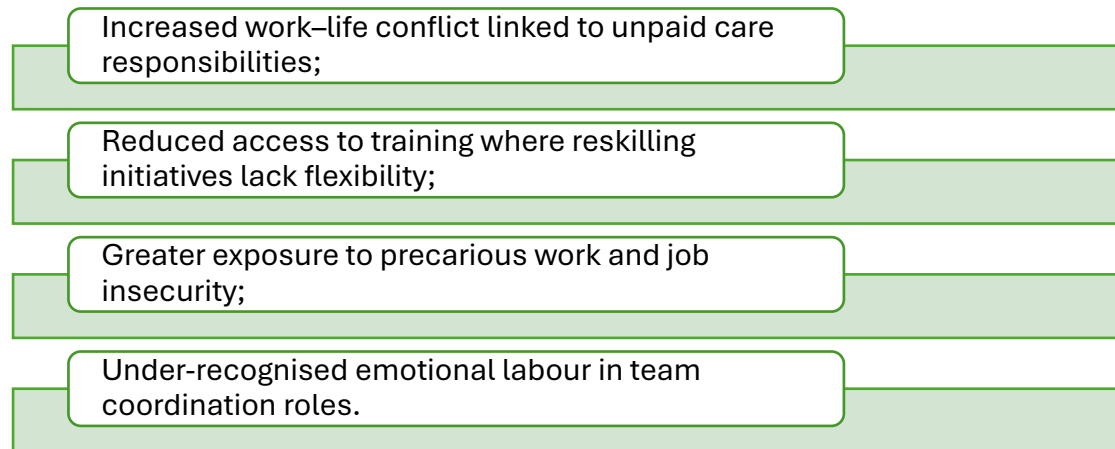 Increased work–life conflict linked to unpaid care
responsibilities;
Reduced access to training where reskilling
initiatives lack flexibility;
Greater exposure to precarious work and job
insecurity;
Under-recognised emotional labour in team
coordination roles.